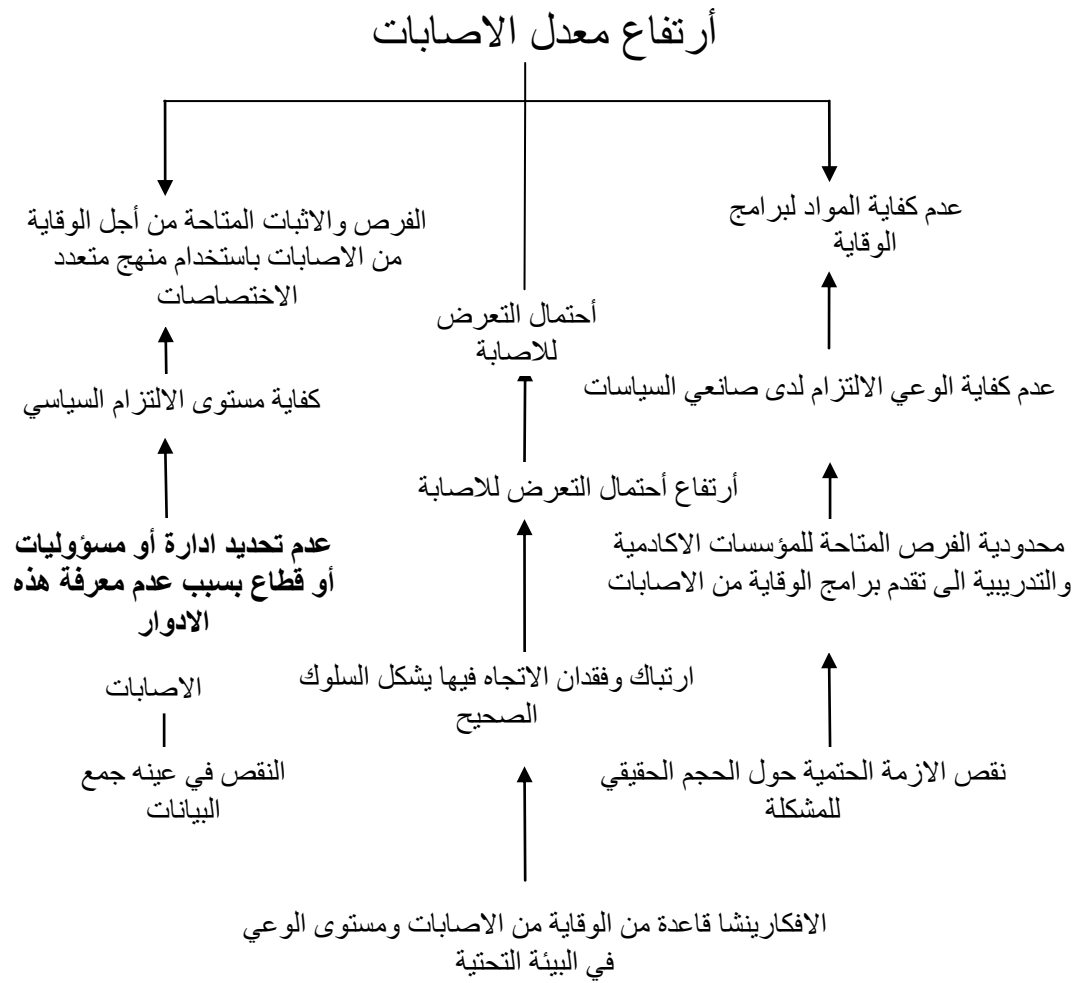 أرتفاع معدل الاصابات
عدم كفاية المواد لبرامج
الوقاية
عدم كفاية الوعي الالتزام لدى صانعي السياسات
محدودية الفرص المتاحة للمؤسسات الاكادمية
والتدريبية الى تقدم برامج الوقاية من الاصابات
نقص الازمة الحتمية حول الحجم الحقيقي
للمشكلة
أحتمال التعرض
للاصابة
أرتفاع أحتمال التعرض للاصابة
ارتباك وفقدان الاتجاه فيها يشكل السلوك
الصحيح
الفرص والاثبات المتاحة من أجل الوقاية
من الاصابات باستخدام منهج متعدد
الاختصاصات
كفاية مستوى الالتزام السياسي
عدم تحديد ادارة أو مسؤوليات
أو قطاع بسبب عدم معرفة هذه
الادوار
الاصابات
النقص في عينه جمع
البيانات
الافكارينشا قاعدة من الوقاية من الاصابات ومستوى الوعي
في البيئة التحتية